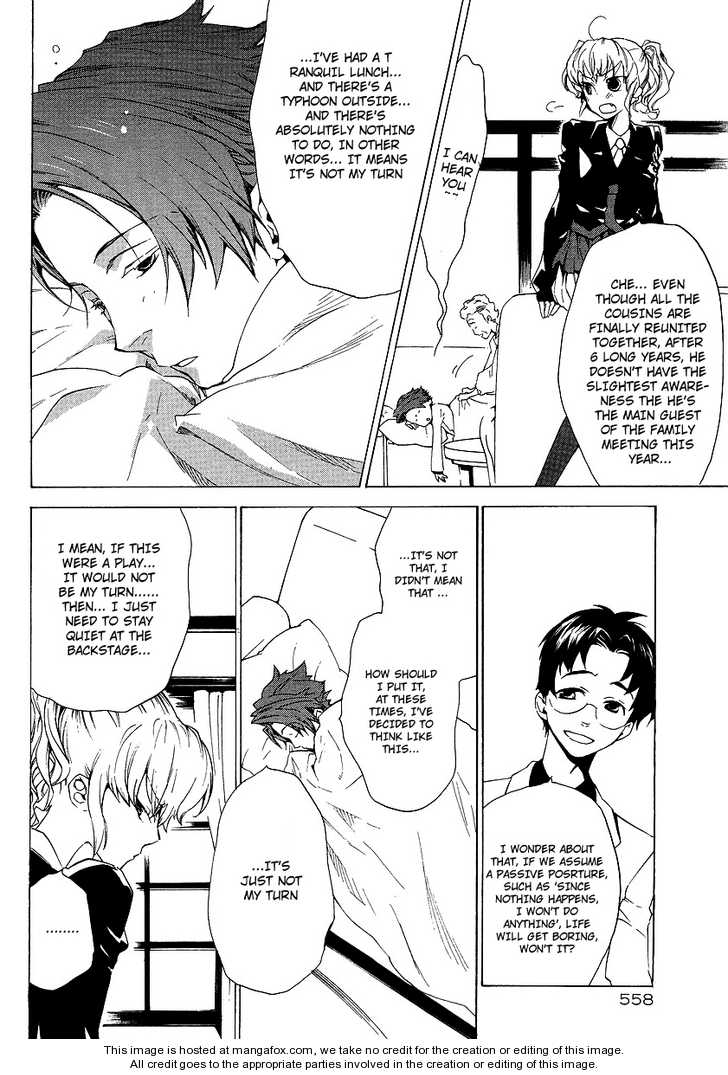 CHE... EVEN
THOUGH ALL THE
COUSINS ARE
FINALLY REUNITED
TOGETHER, AFTER
6 LONG YEARS, HE
DOESN'T HAVE THE
SLIGHTEST AWARE-
NESS THE HE'S
THE MAIN GUEST
OF THE FAMILY
MEETING THIS
YEAR...
I CAN
HEAR
YOU
~~
...I'VE HAD A T
RANQUIL LUNCH...
AND THERE'S A
TYPHOON OUTSIDE...
AND THERE'S
ABSOLUTELY NOTHING
TO DO, IN OTHER
WORDS... IT MEANS
IT'S NOT MY TURN
I WONDER ABOUT
THAT, IF WE ASSUME
A PASSIVE POSRTURE,
SUCH AS 'SINCE
NOTHING HAPPENS,
I WON'T DO
ANYTHING', LIFE
WILL GET BORING,
WON'T IT?
...IT'S NOT
THAT, I
DIDN'T MEAN
THAT ...
HOW SHOULD
I PUT IT,
AT THESE
TIMES, I'VE
DECIDED TO
THINK LIKE
THIS...
...IT'S
JUST NOT
MY TURN
I MEAN, IF THIS
WERE A PLAY...
IT WOULD NOT
BE MY TURN......
THEN... I JUST
NEED TO STAY
QUIET AT THE
BACKSTAGE...
.........
558
This image is hosted at mangafox.com, we take no credit for the creation or editing of this image.
All credit goes to the appropriate parties involved in the creation or editing of this image.